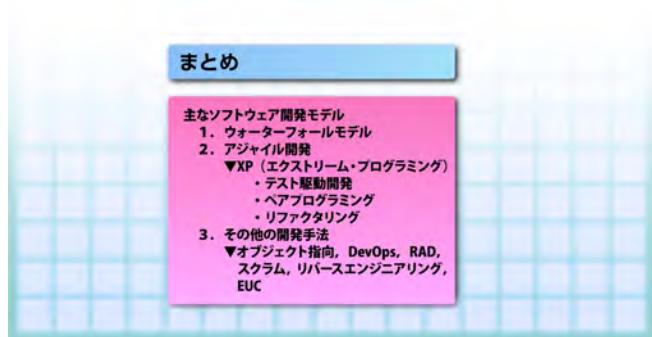 まとめ
主なソフトウェア開発モデル
1. ウォーターフォールモデル
2. アジャイル開発
▼XP（エクストリーム・プログラミング）
・テスト駆動開発
・ペアプログラミング
・リファクタリング
3. その他の開発手法
▼オブジェクト指向, DevOps, RAD,
スクラム, リバースエンジニアリング,
EUC